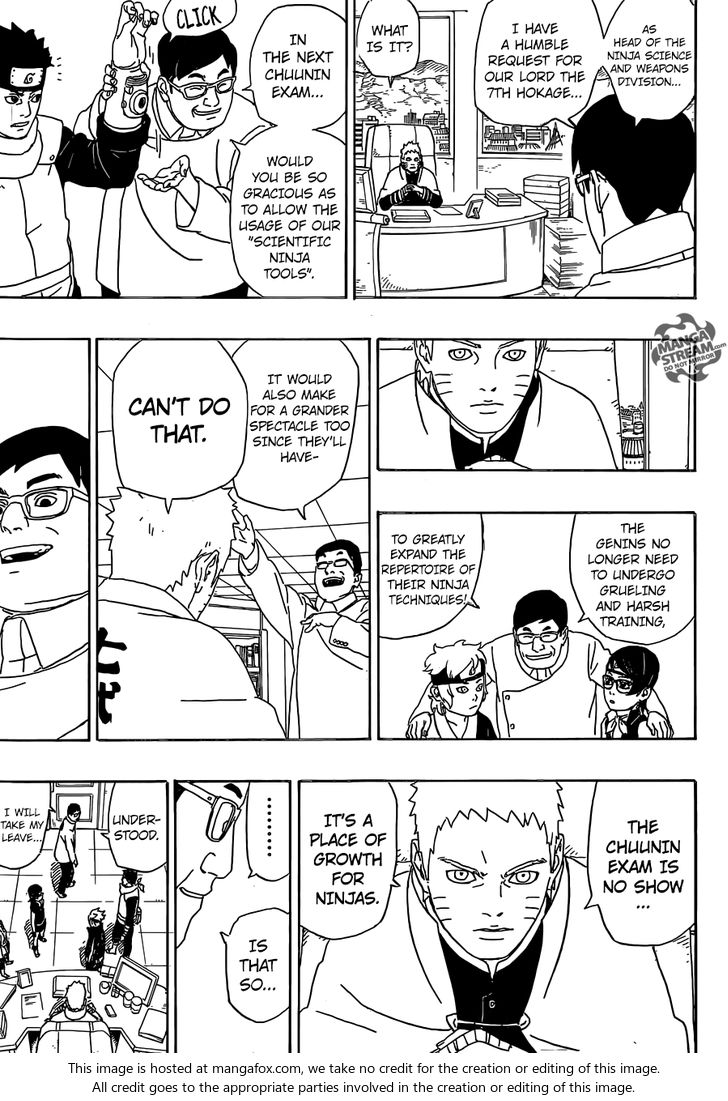 AS
HEAD OF THE
NINJA SCIENCE
AND WEAPONS
DIVISION...
I HAVE
A HUMBLE
REQUEST FOR
OUR LORD THE
7TH HOKAGE...
WHAT
IS IT?
CLICK
IN
THE NEXT
CHUUNIN
EXAM...
WOULD
YOU BE SO
GRACIOUS AS
TO ALLOW THE
USAGE OF OUR
"SCIENTIFIC
NINJA
TOOLS".
MANGA
STREAM.com
DO NOT MIRROR
THE
GENINS NO
LONGER NEED
TO UNDERGO
GRUELING
AND HARSH
TRAINING,
TO GREATLY
EXPAND THE
REPERTOIRE OF
THEIR NINJA
TECHNIQUES!
IT WOULD
ALSO MAKE
FOR A GRANDER
SPECTACLE TOO
SINCE THEY'LL
HAVE-
CAN'T DO
THAT.
THE
CHUUNIN
EXAM IS
NO SHOW
...
IT'S A
PLACE OF
GROWTH
FOR
NINJAS.
.........
IS
THAT
SO...
UNDER-
STOOD.
I WILL
TAKE MY
LEAVE...
This image is hosted at mangafox.com, we take no credit for the creation or editing of this image.
All credit goes to the appropriate parties involved in the creation or editing of this image.